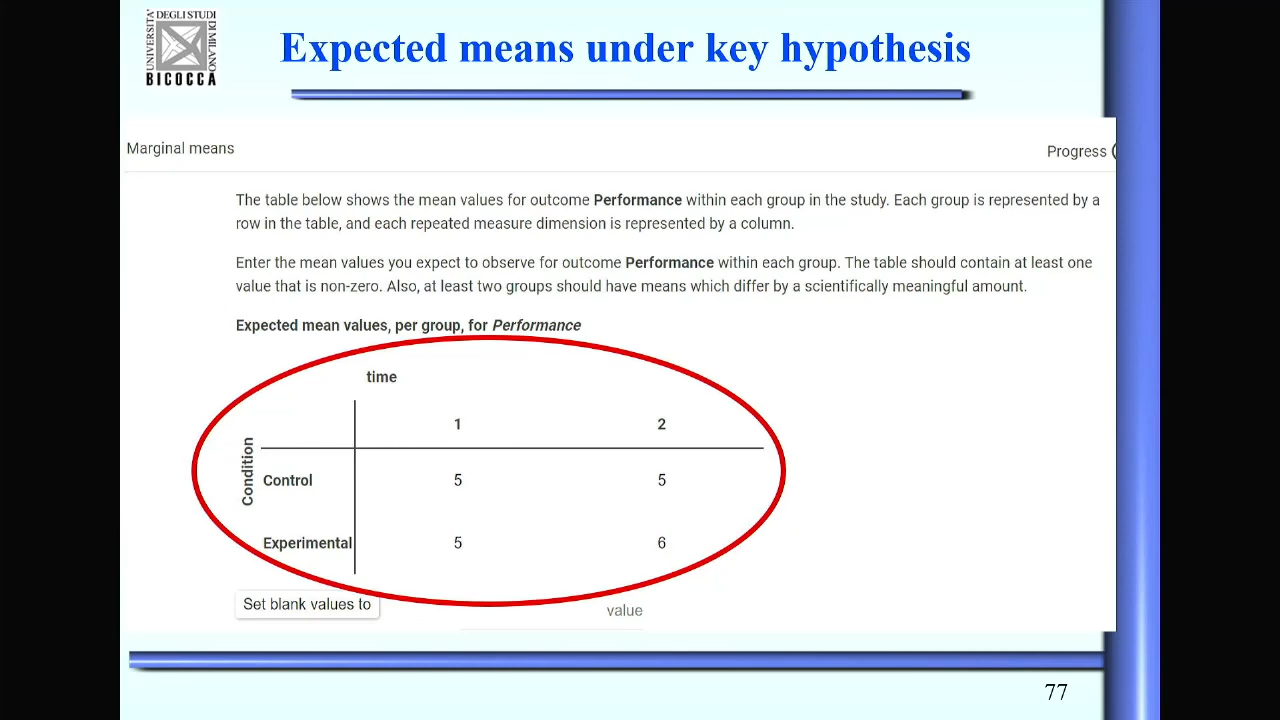 UNIVERSITA' DEGLI STUDI DI MILANO
BICOCCA
Expected means under key hypothesis
Marginal means
Progress (
The table below shows the mean values for outcome Performance within each group in the study. Each group is represented by a
row in the table, and each repeated measure dimension is represented by a column.
Enter the mean values you expect to observe for outcome Performance within each group. The table should contain at least one
value that is non-zero. Also, at least two groups should have means which differ by a scientifically meaningful amount.
Expected mean values, per group, for Performance
time
1 2
Condition
Control 5 5
Experimental 5 6
Set blank values to
value
77